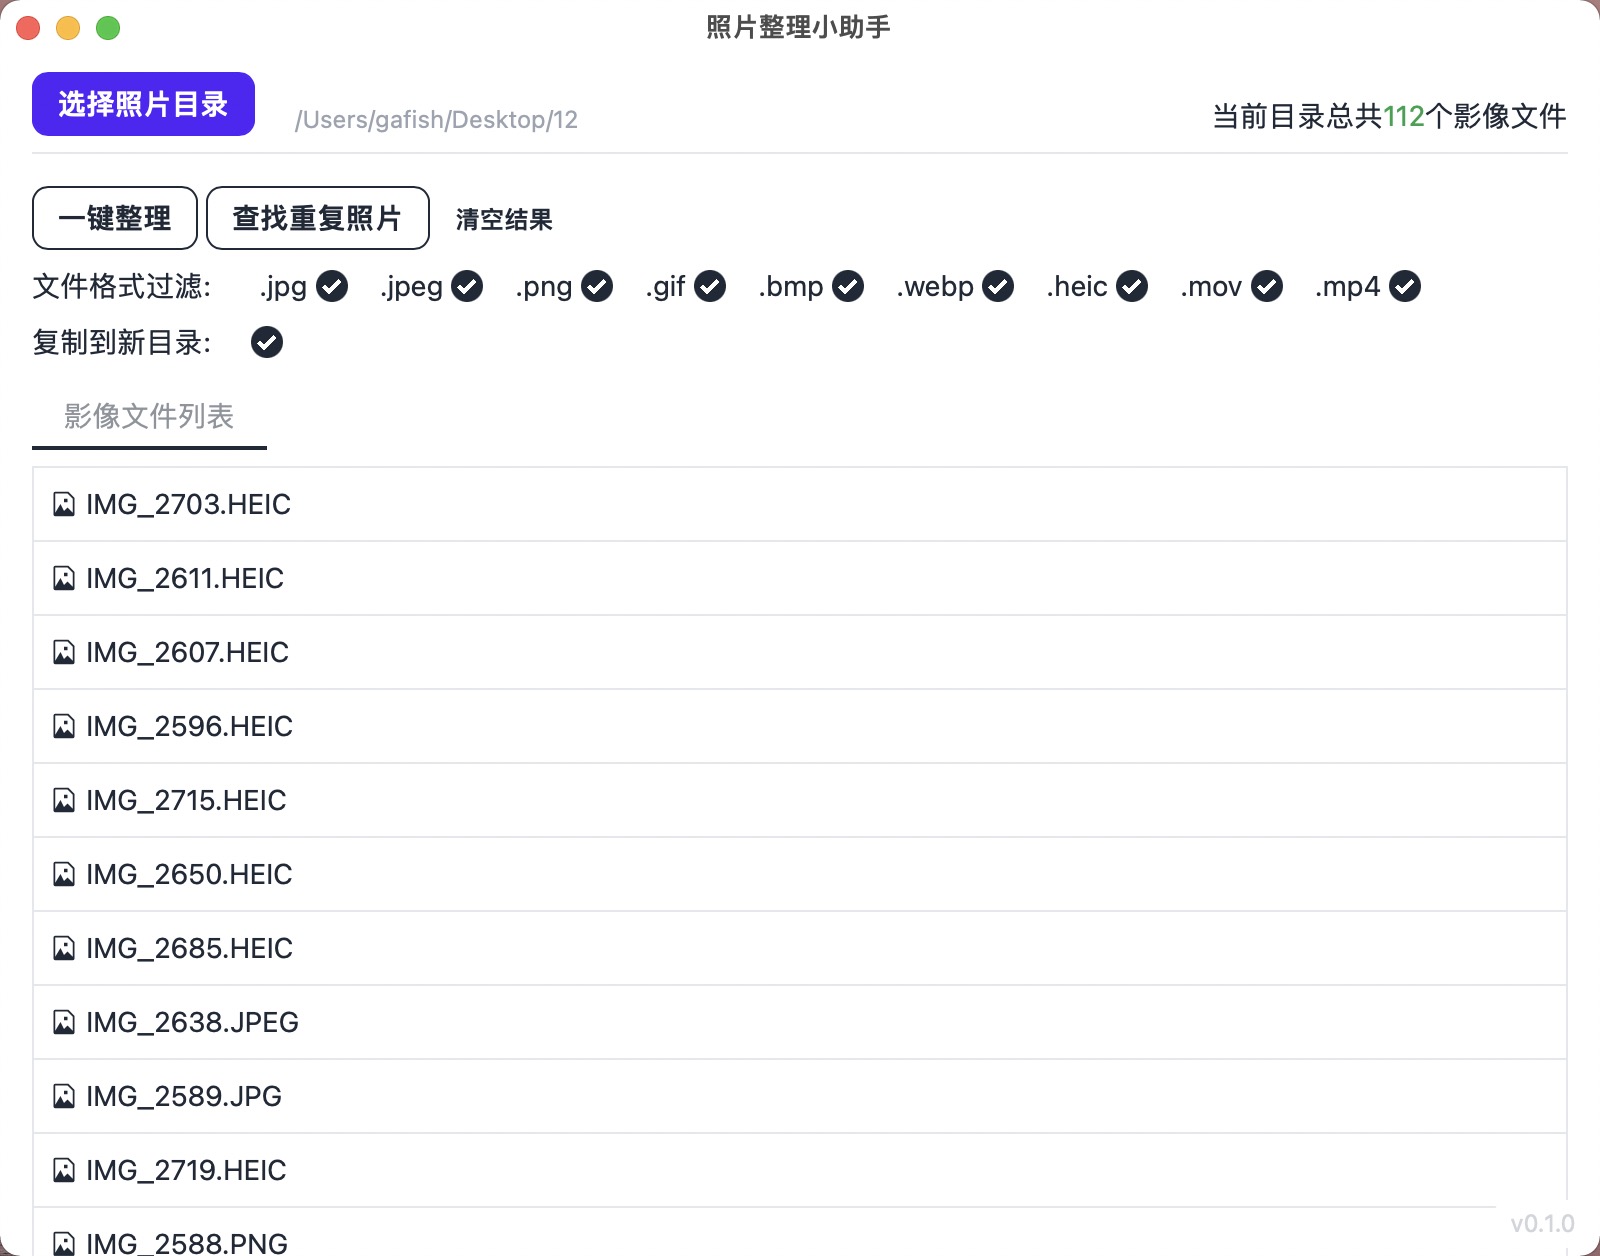 照片整理小助手
选择照片目录 /Users/gafish/Desktop/12 当前目录总共112个影像文件
一键整理 查找重复照片 清空结果
文件格式过滤: .jpg .jpeg .png .gif .bmp .webp .heic .mov .mp4
复制到新目录:
影像文件列表
IMG_2703.HEIC
IMG_2611.HEIC
IMG_2607.HEIC
IMG_2596.HEIC
IMG_2715.HEIC
IMG_2650.HEIC
IMG_2685.HEIC
IMG_2638.JPEG
IMG_2589.JPG
IMG_2719.HEIC
IMG_2588.PNG
v0.1.0